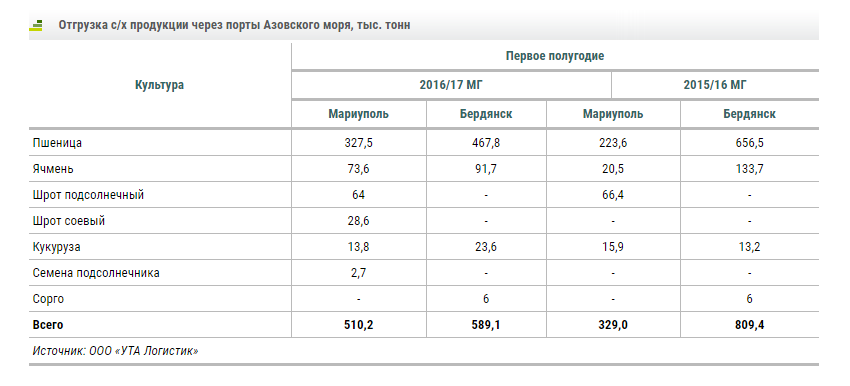 Отгрузка с/х продукции через порты Азовского моря, тыс. тонн
Культура
Первое полугодие
2016/17 МГ 2015/16 МГ
Мариуполь Бердянск Мариуполь Бердянск
Пшеница 327,5 467,8 223,6 656,5
Ячмень 73,6 91,7 20,5 133,7
Шрот подсолнечный 64 - 66,4 -
Шрот соевый 28,6 - - -
Кукуруза 13,8 23,6 15,9 13,2
Семена подсолнечника 2,7 - - -
Сорго - 6 - 6
Всего 510,2 589,1 329,0 809,4
Источник: ООО «УТА Логистик»